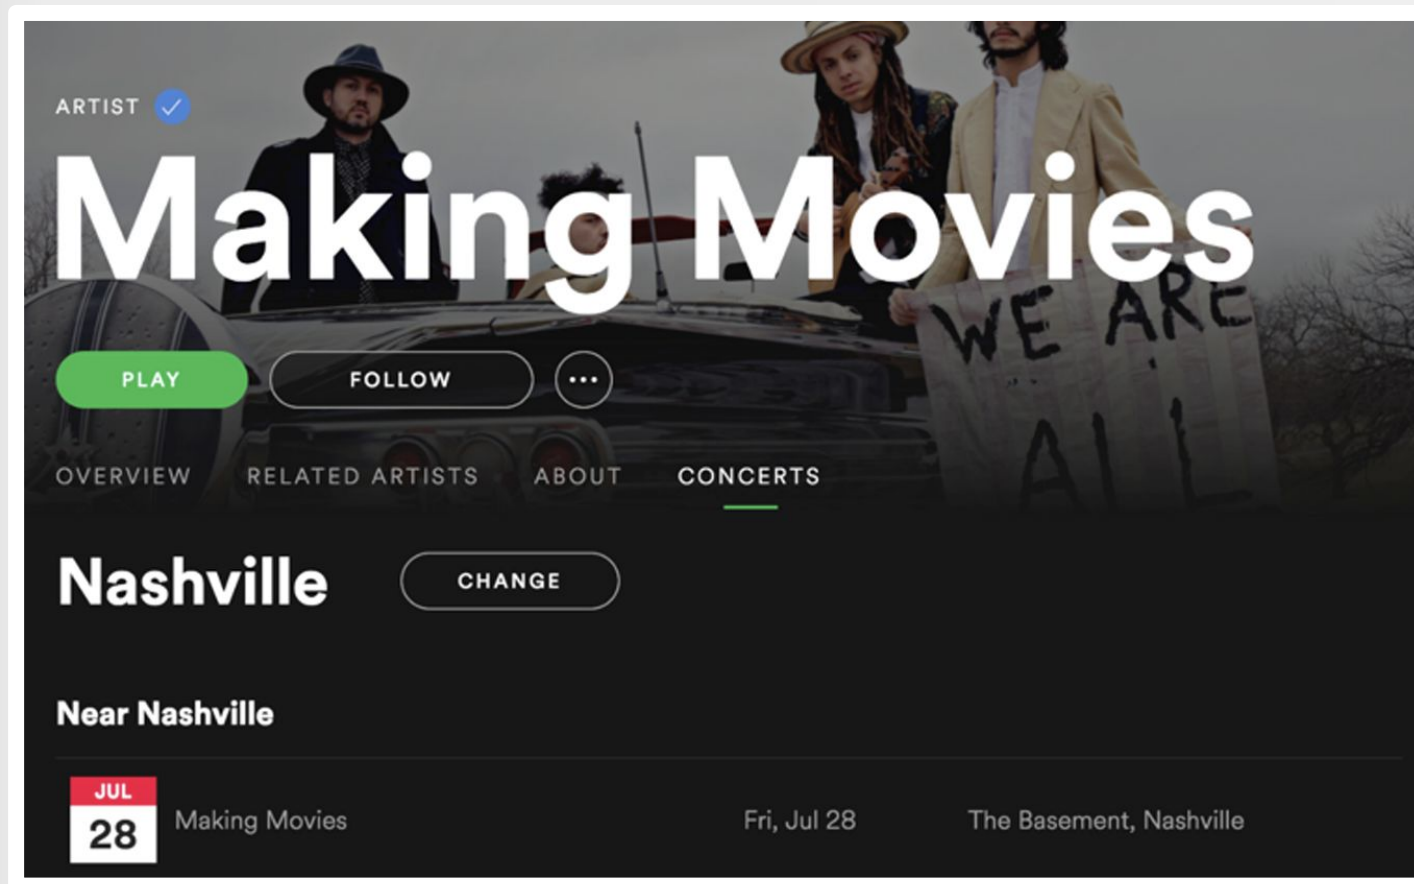 ARTIST
Making Movies
WE ARE
ALL
PLAY FOLLOW
OVERVIEW RELATED ARTISTS ABOUT CONCERTS
Nashville CHANGE
Near Nashville
JUL
28 Making Movies Fri, Jul 28 The Basement, Nashville